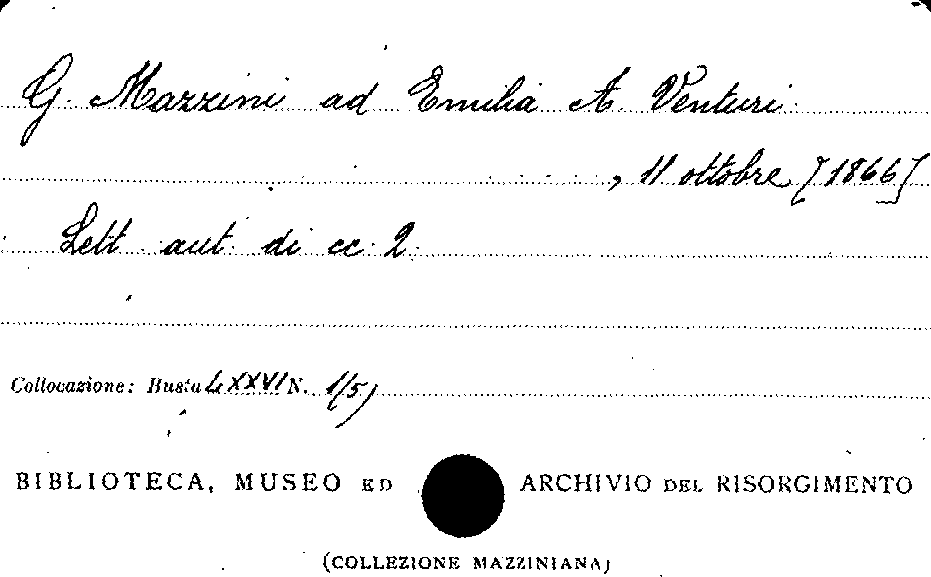 G. Mazzini ad Emilia A. Venturi
, 11 ottobre [1866]
Lett. aut. di cc. 2.
Collocazione: Busta LXXVI N. 1/5)
BIBLIOTECA, MUSEO ED ARCHIVIO DEL RISORGIMENTO
(COLLEZIONE MAZZINIANA)